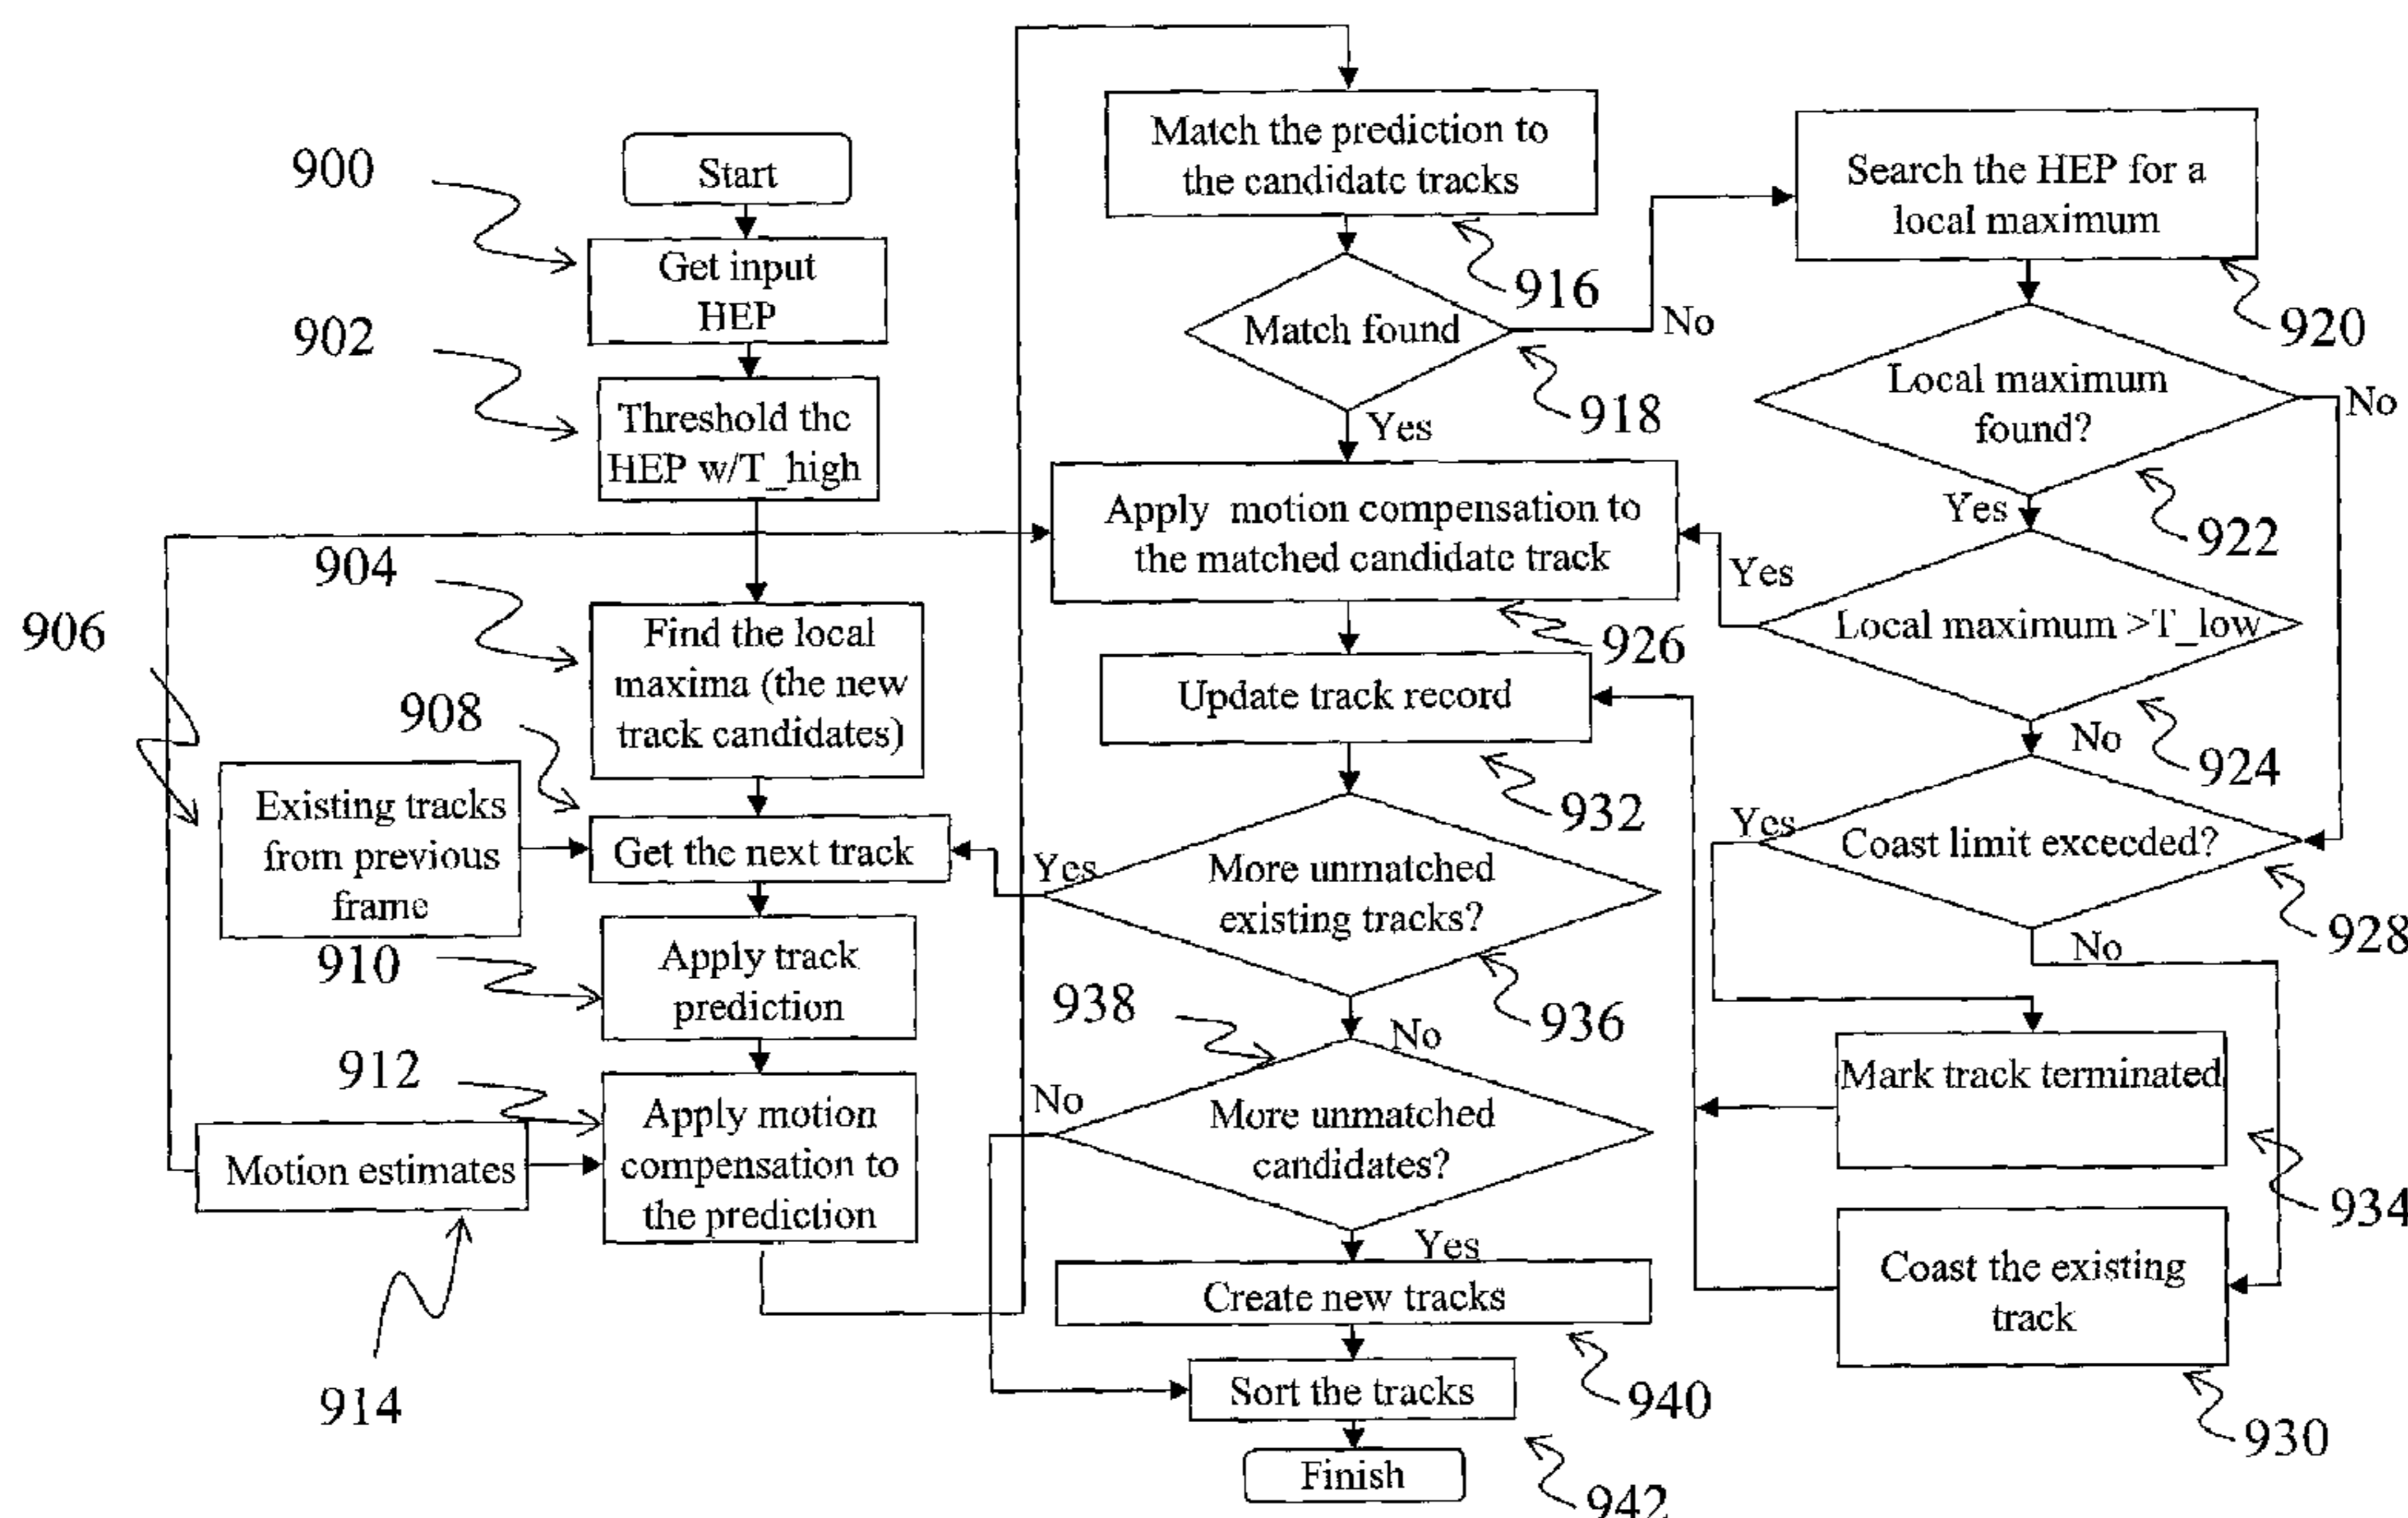 Start
900
Get input
HEP
902
Threshold the
HEP w/T_high
904
Find the local
maxima (the new
track candidates)
906
Existing tracks
from previous
frame
908
Get the next track
910
Apply track
prediction
912
Apply motion
compensation to
the prediction
Motion estimates
914
Match the prediction to
the candidate tracks
916
Match found
No
918
Yes
Search the HEP for a
local maximum
920
Local maximum
found?
No
922
Yes
Local maximum >T_low
Yes
924
No
Apply motion compensation to
the matched candidate track
926
Coast limit exceeded?
Yes
928
No
Update track record
932
Mark track terminated
934
Coast the existing
track
930
More unmatched
existing tracks?
Yes
936
No
938
More unmatched
candidates?
No
Yes
Create new tracks
940
Sort the tracks
942
Finish